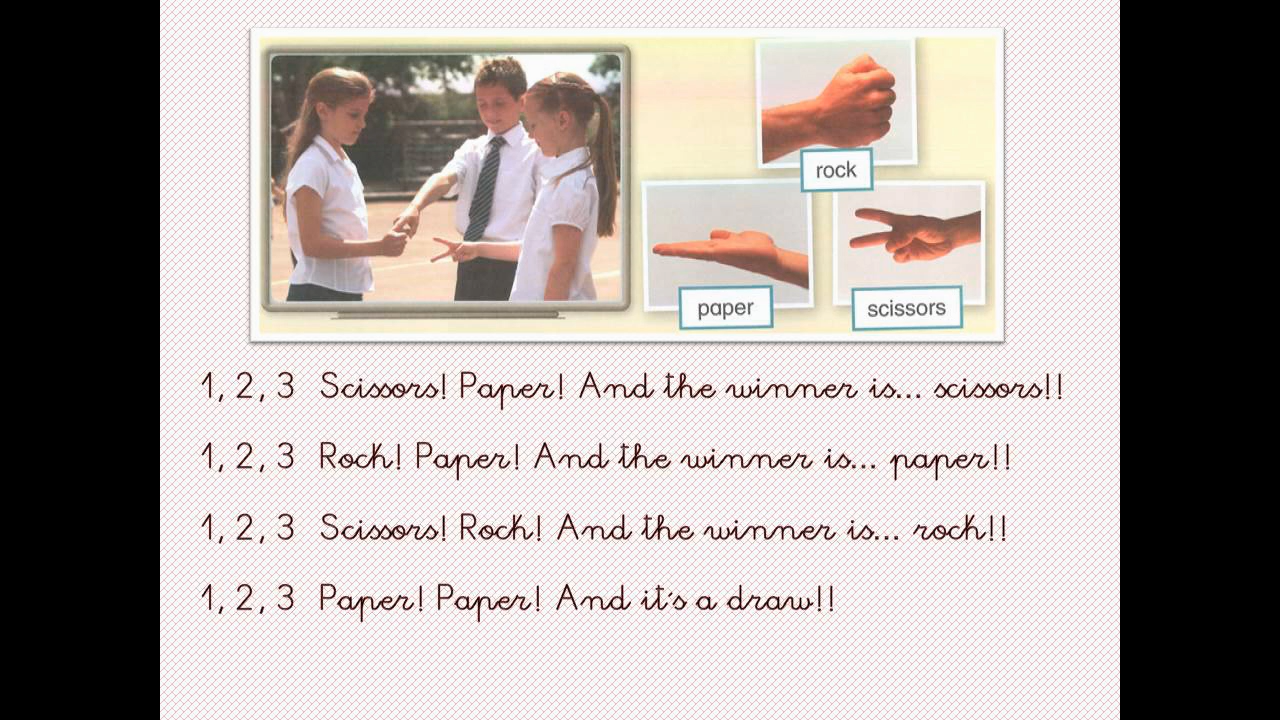 rock
paper
scissors
1, 2, 3 Scissors! Paper! And the winner is... scissors!!
1, 2, 3 Rock! Paper! And the winner is... paper!!
1, 2, 3 Scissors! Rock! And the winner is... rock!!
1, 2, 3 Paper! Paper! And it´s a draw!!